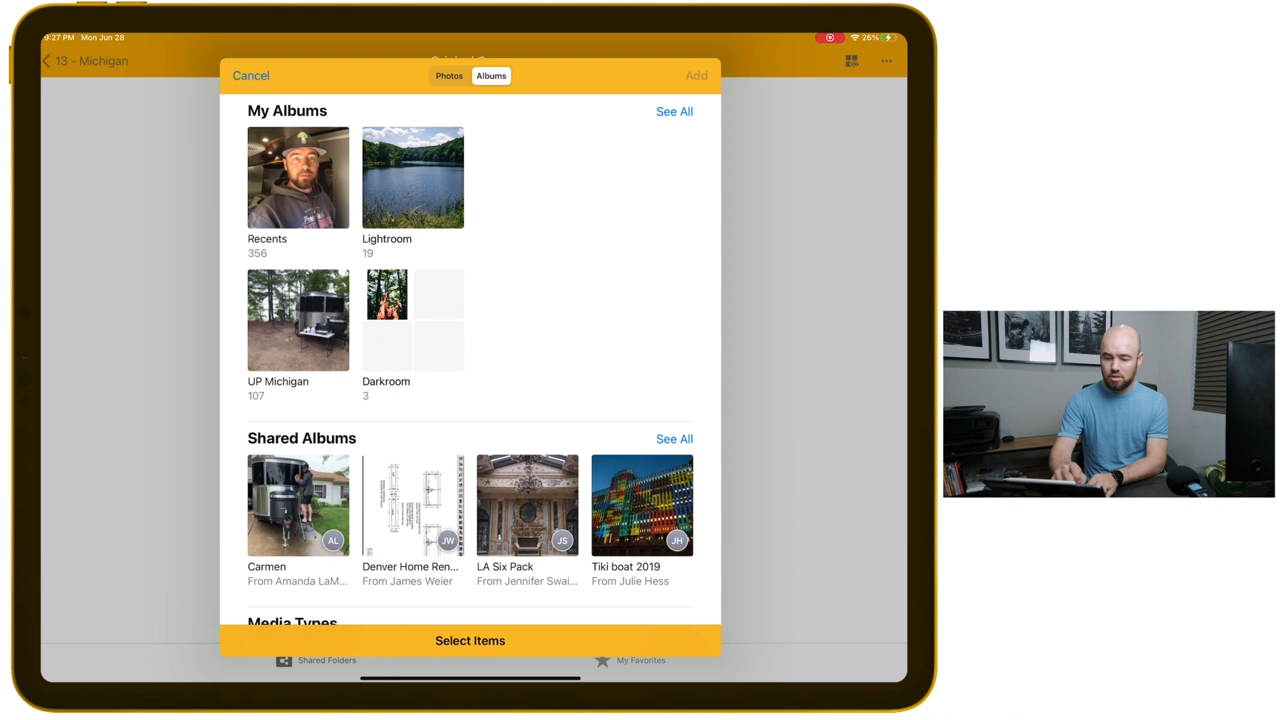 9:27 PM Mon Jun 28
26%
13 - Michigan
Cancel
Photos
Albums
Add
My Albums
See All
Recents
356
Lightroom
19
UP Michigan
107
Darkroom
3
Shared Albums
See All
AL
JW
JS
JH
Carmen
From Amanda LaM...
Denver Home Ren...
From James Weier
LA Six Pack
From Jennifer Swai...
Tiki boat 2019
From Julie Hess
Media Types
Select Items
Shared Folders
My Favorites